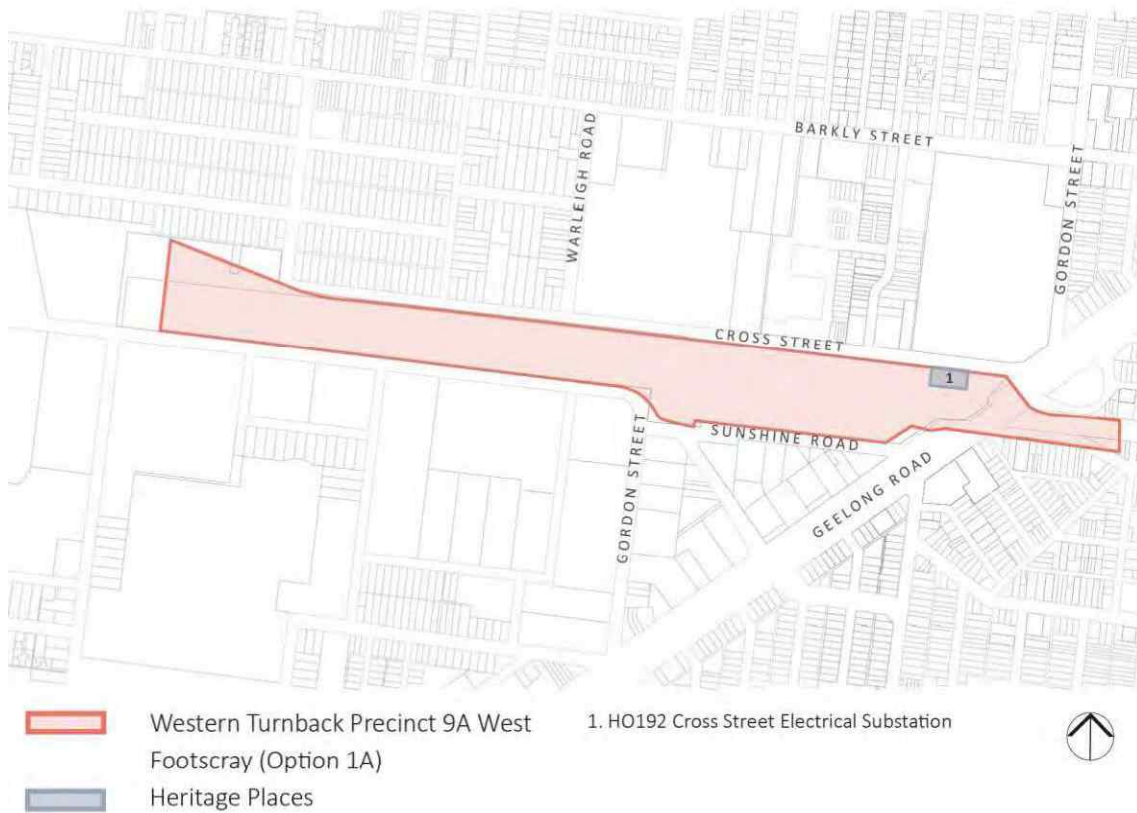 BARKLY STREET
WARLEIGH ROAD
GORDON STREET
CROSS STREET
1
SUNSHINE ROAD
GORDON STREET
GEELONG ROAD
Western Turnback Precinct 9A West
Footscray (Option 1A)
Heritage Places
1. HO192 Cross Street Electrical Substation